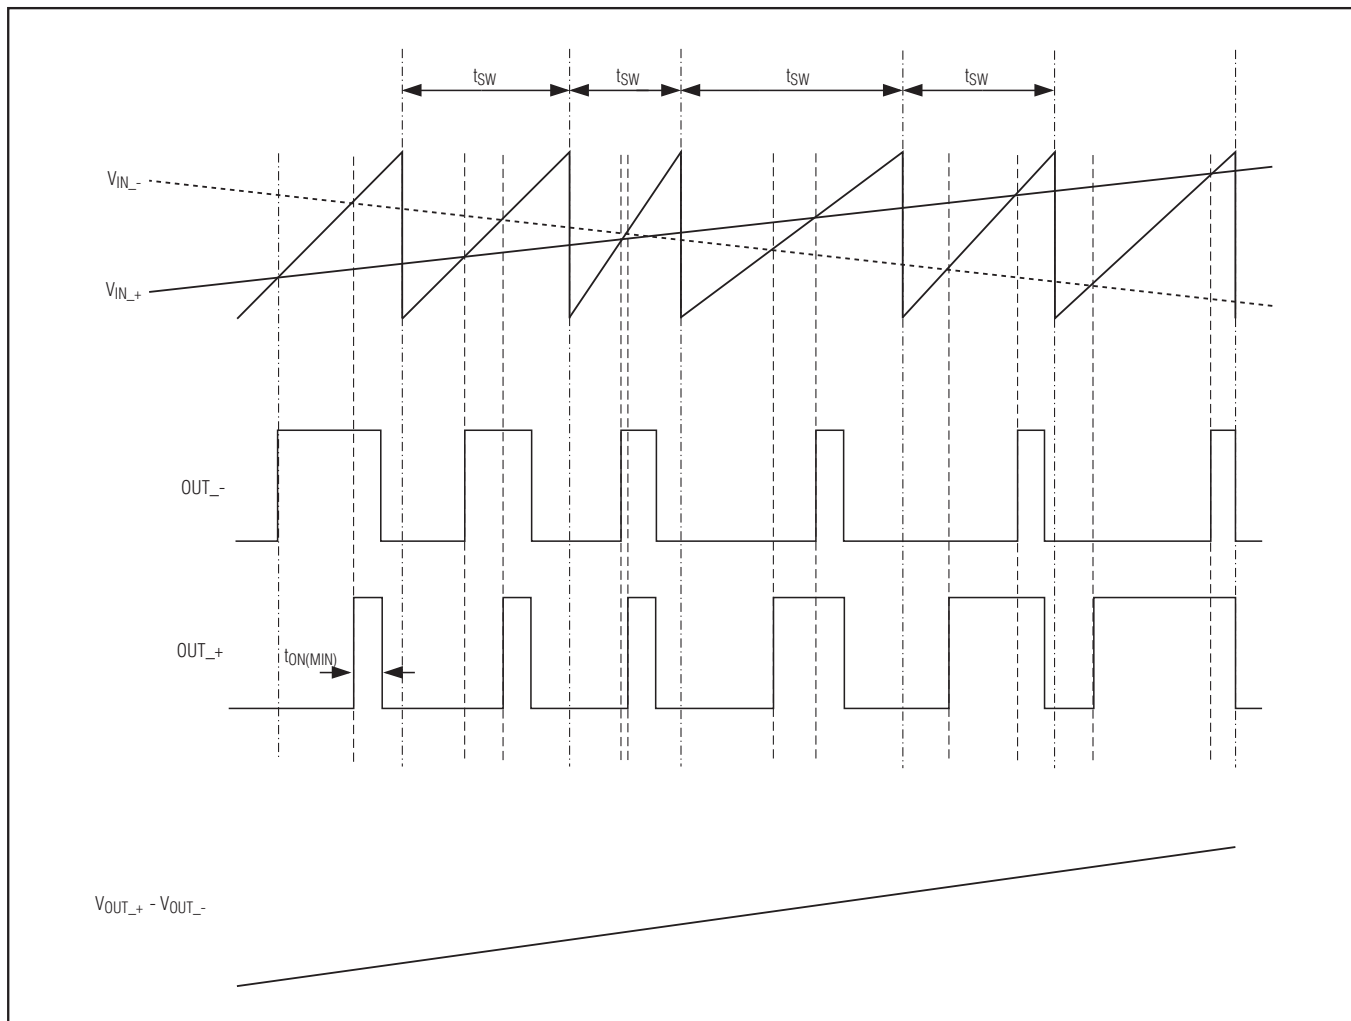 tSW tSW tSW tSW
VIN_-
VIN_+
OUT_-
OUT_+
tON(MIN)
VOUT_+ - VOUT_-